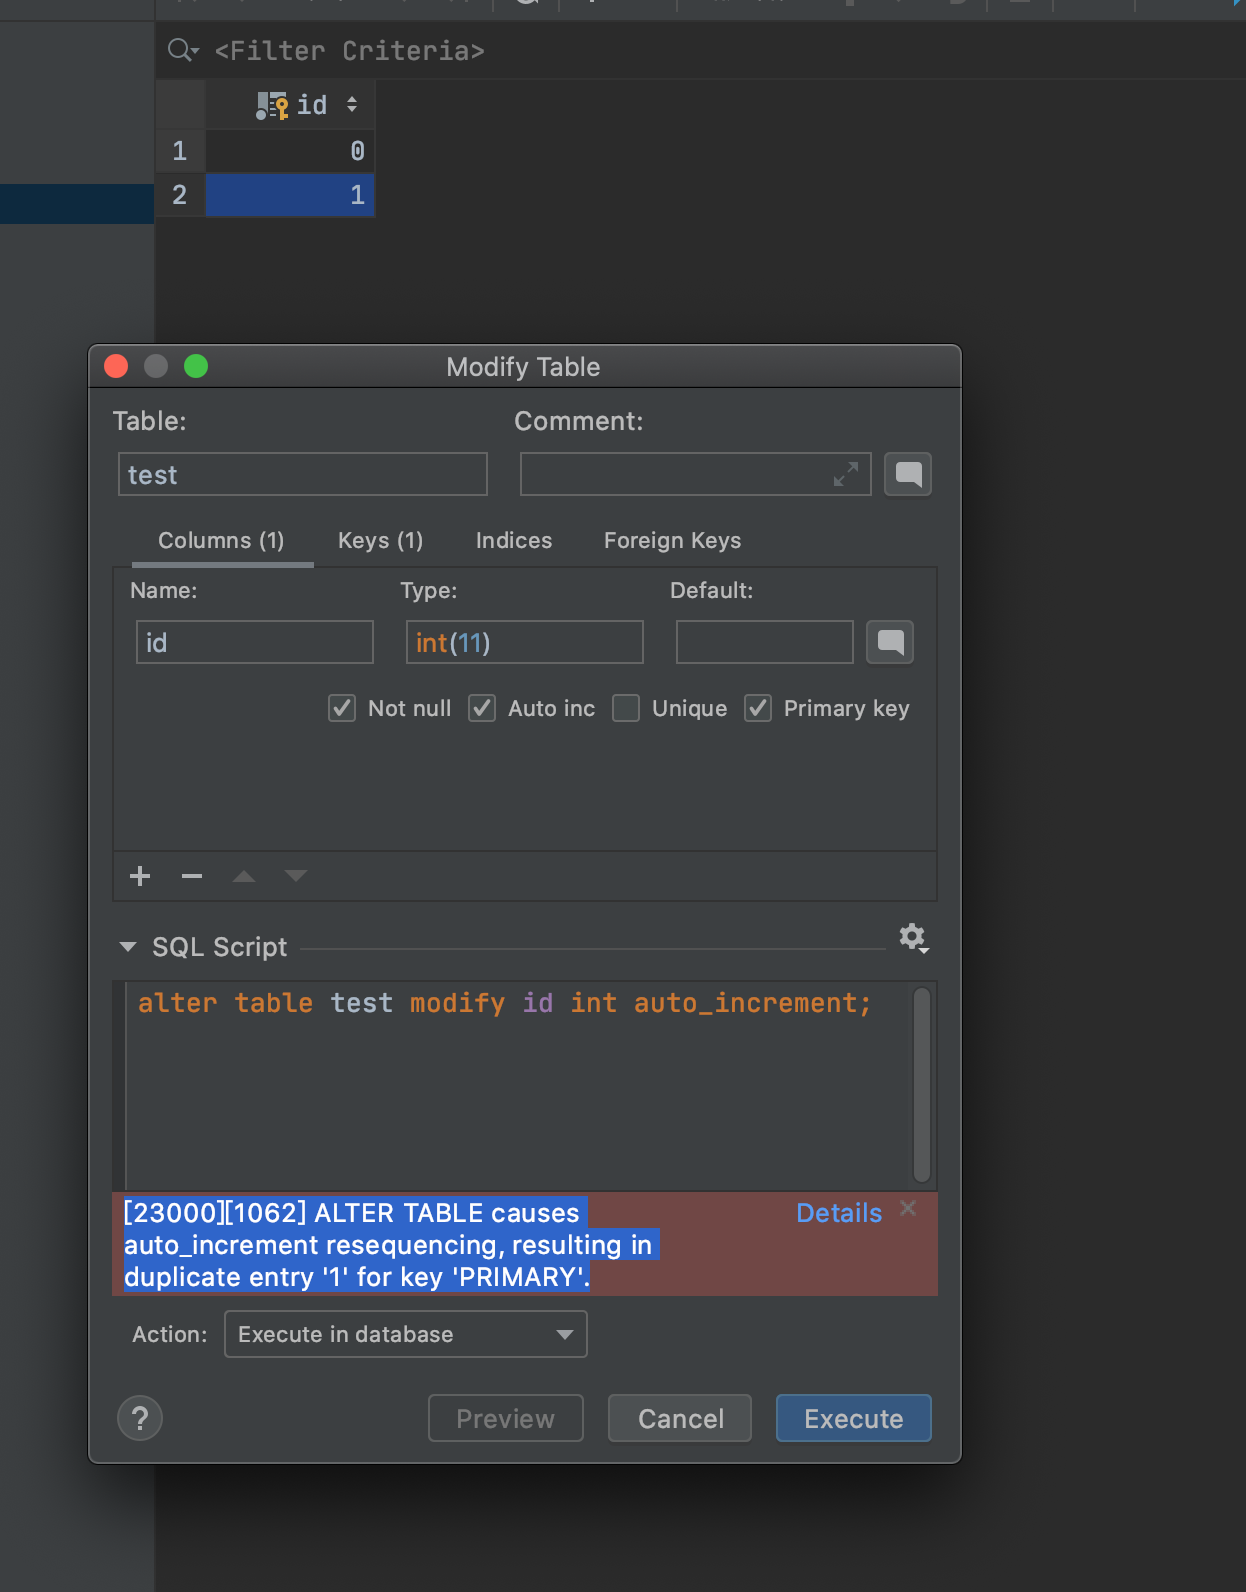 <Filter Criteria>
id
1 0
2 1
Modify Table
Table: Comment:
test
Columns (1) Keys (1) Indices Foreign Keys
Name: Type: Default:
id int(11)
Not null Auto inc Unique Primary key
SQL Script
alter table test modify id int auto_increment;
[23000][1062] ALTER TABLE causes Details
auto_increment resequencing, resulting in
duplicate entry '1' for key 'PRIMARY'.
Action: Execute in database
? Preview Cancel Execute